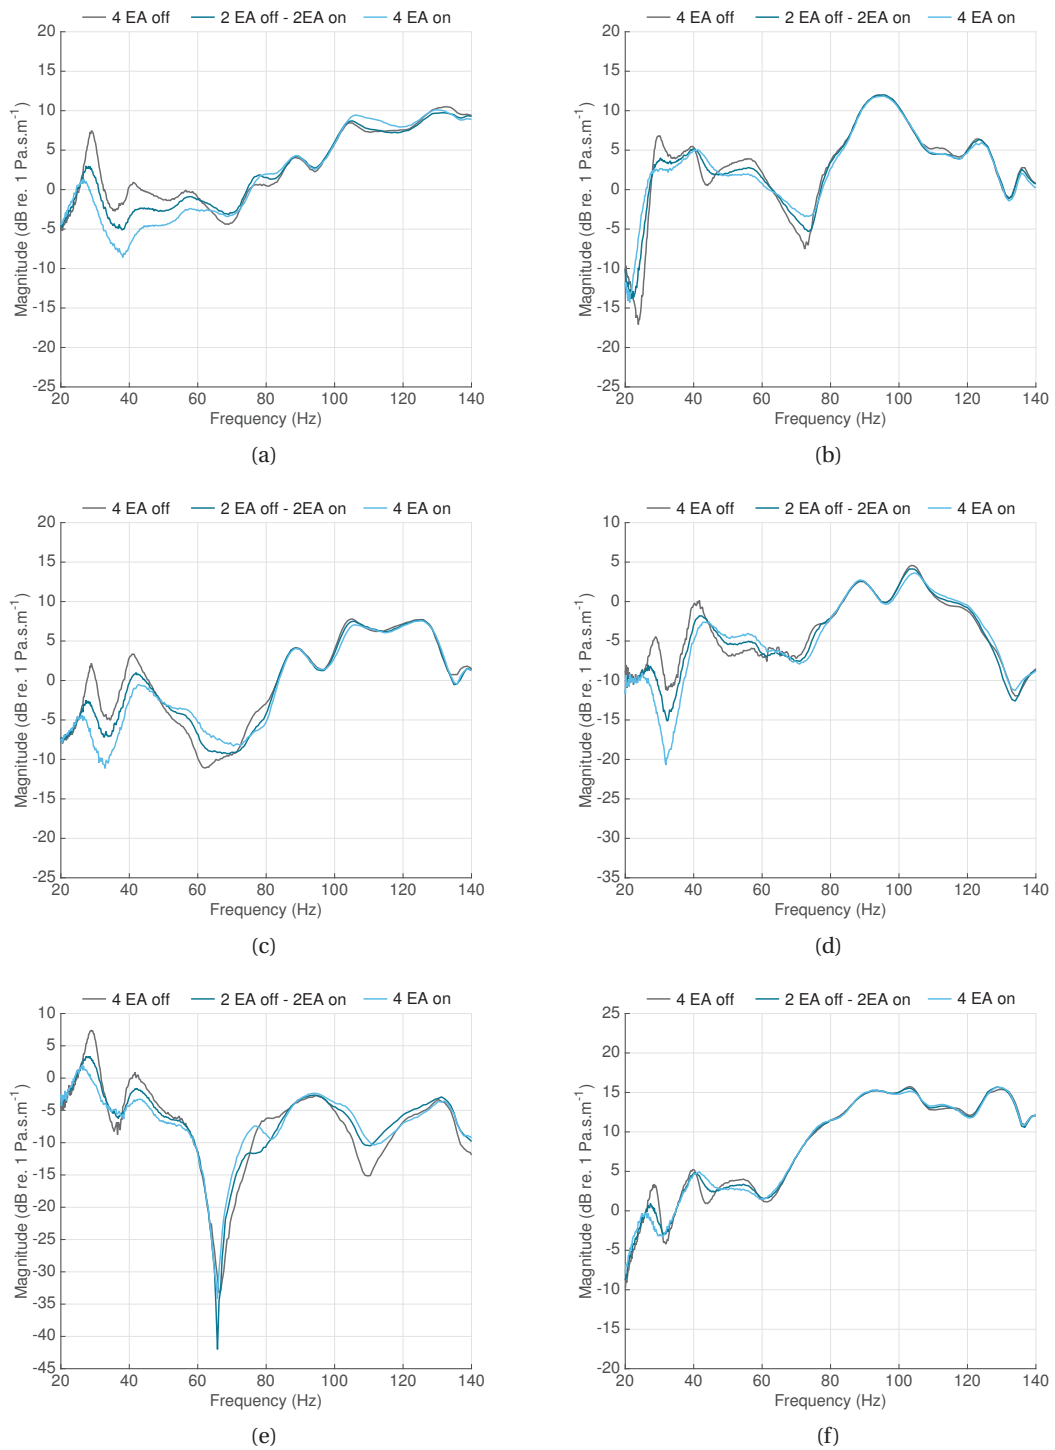 4 EA off 2 EA off - 2EA on 4 EA on
20
15
10
5
0
-5
-10
-15
-20
-25
Magnitude (dB re. 1 Pa.s.m-1)
20 40 60 80 100 120 140
Frequency (Hz)
(a)
4 EA off 2 EA off - 2EA on 4 EA on
20
15
10
5
0
-5
-10
-15
-20
-25
Magnitude (dB re. 1 Pa.s.m-1)
20 40 60 80 100 120 140
Frequency (Hz)
(b)
4 EA off 2 EA off - 2EA on 4 EA on
20
15
10
5
0
-5
-10
-15
-20
-25
Magnitude (dB re. 1 Pa.s.m-1)
20 40 60 80 100 120 140
Frequency (Hz)
(c)
4 EA off 2 EA off - 2EA on 4 EA on
10
5
0
-5
-10
-15
-20
-25
-30
-35
Magnitude (dB re. 1 Pa.s.m-1)
20 40 60 80 100 120 140
Frequency (Hz)
(d)
4 EA off 2 EA off - 2EA on 4 EA on
10
5
0
-5
-10
-15
-20
-25
-30
-35
-40
-45
Magnitude (dB re. 1 Pa.s.m-1)
20 40 60 80 100 120 140
Frequency (Hz)
(e)
4 EA off 2 EA off - 2EA on 4 EA on
25
20
15
10
5
0
-5
-10
-15
-20
Magnitude (dB re. 1 Pa.s.m-1)
20 40 60 80 100 120 140
Frequency (Hz)
(f)